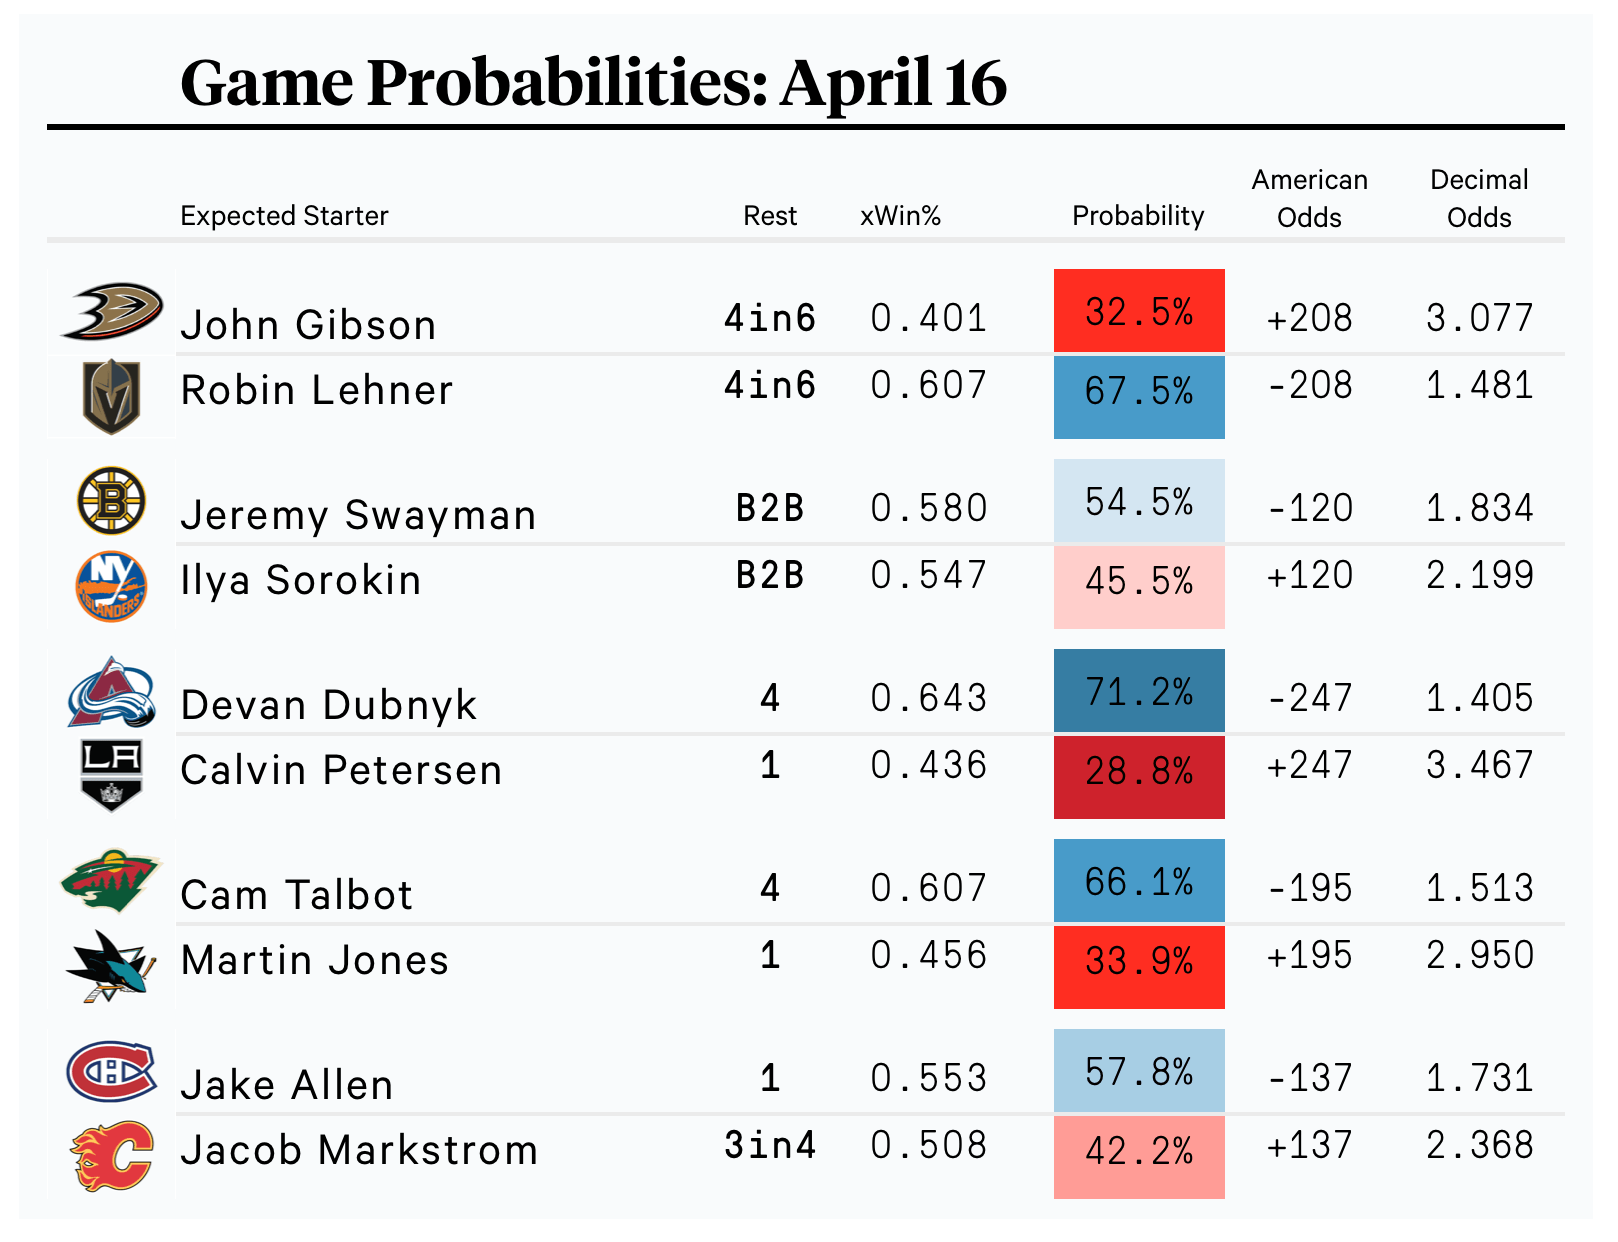 Game Probabilities: April 16
Expected Starter Rest xWin% Probability American Odds Decimal Odds
John Gibson 4in6 0.401 32.5% +208 3.077
Robin Lehner 4in6 0.607 67.5% -208 1.481
B Jeremy Swayman B2B 0.580 54.5% -120 1.834
NY ISLANDERS Ilya Sorokin B2B 0.547 45.5% +120 2.199
A Devan Dubnyk 4 0.643 71.2% -247 1.405
LA Calvin Petersen 1 0.436 28.8% +247 3.467
Cam Talbot 4 0.607 66.1% -195 1.513
Martin Jones 1 0.456 33.9% +195 2.950
CH Jake Allen 1 0.553 57.8% -137 1.731
C Jacob Markstrom 3in4 0.508 42.2% +137 2.368